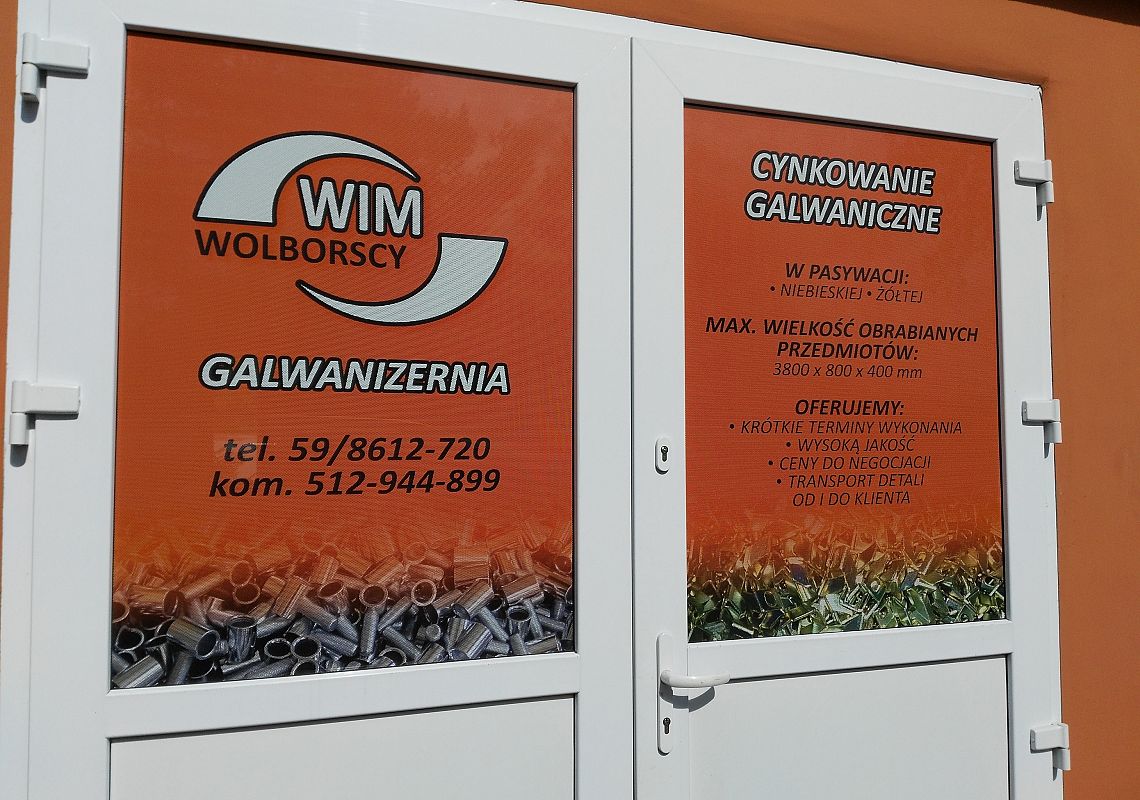 WIM
WOLBORSCY
GALWANIZERNIA
tel. 59/8612-720
kom. 512-944-899
CYNKOWANIE
GALWANICZNE
W PASYWACJI:
• NIEBIESKIEJ • ŻÓŁTEJ
MAX. WIELKOŚĆ OBRABIANYCH
PRZEDMIOTÓW:
3800 x 800 x 400 mm
OFERUJEMY:
• KRÓTKIE TERMINY WYKONANIA
• WYSOKĄ JAKOŚĆ
• CENY DO NEGOCJACJI
• TRANSPORT DETALI
OD I DO KLIENTA